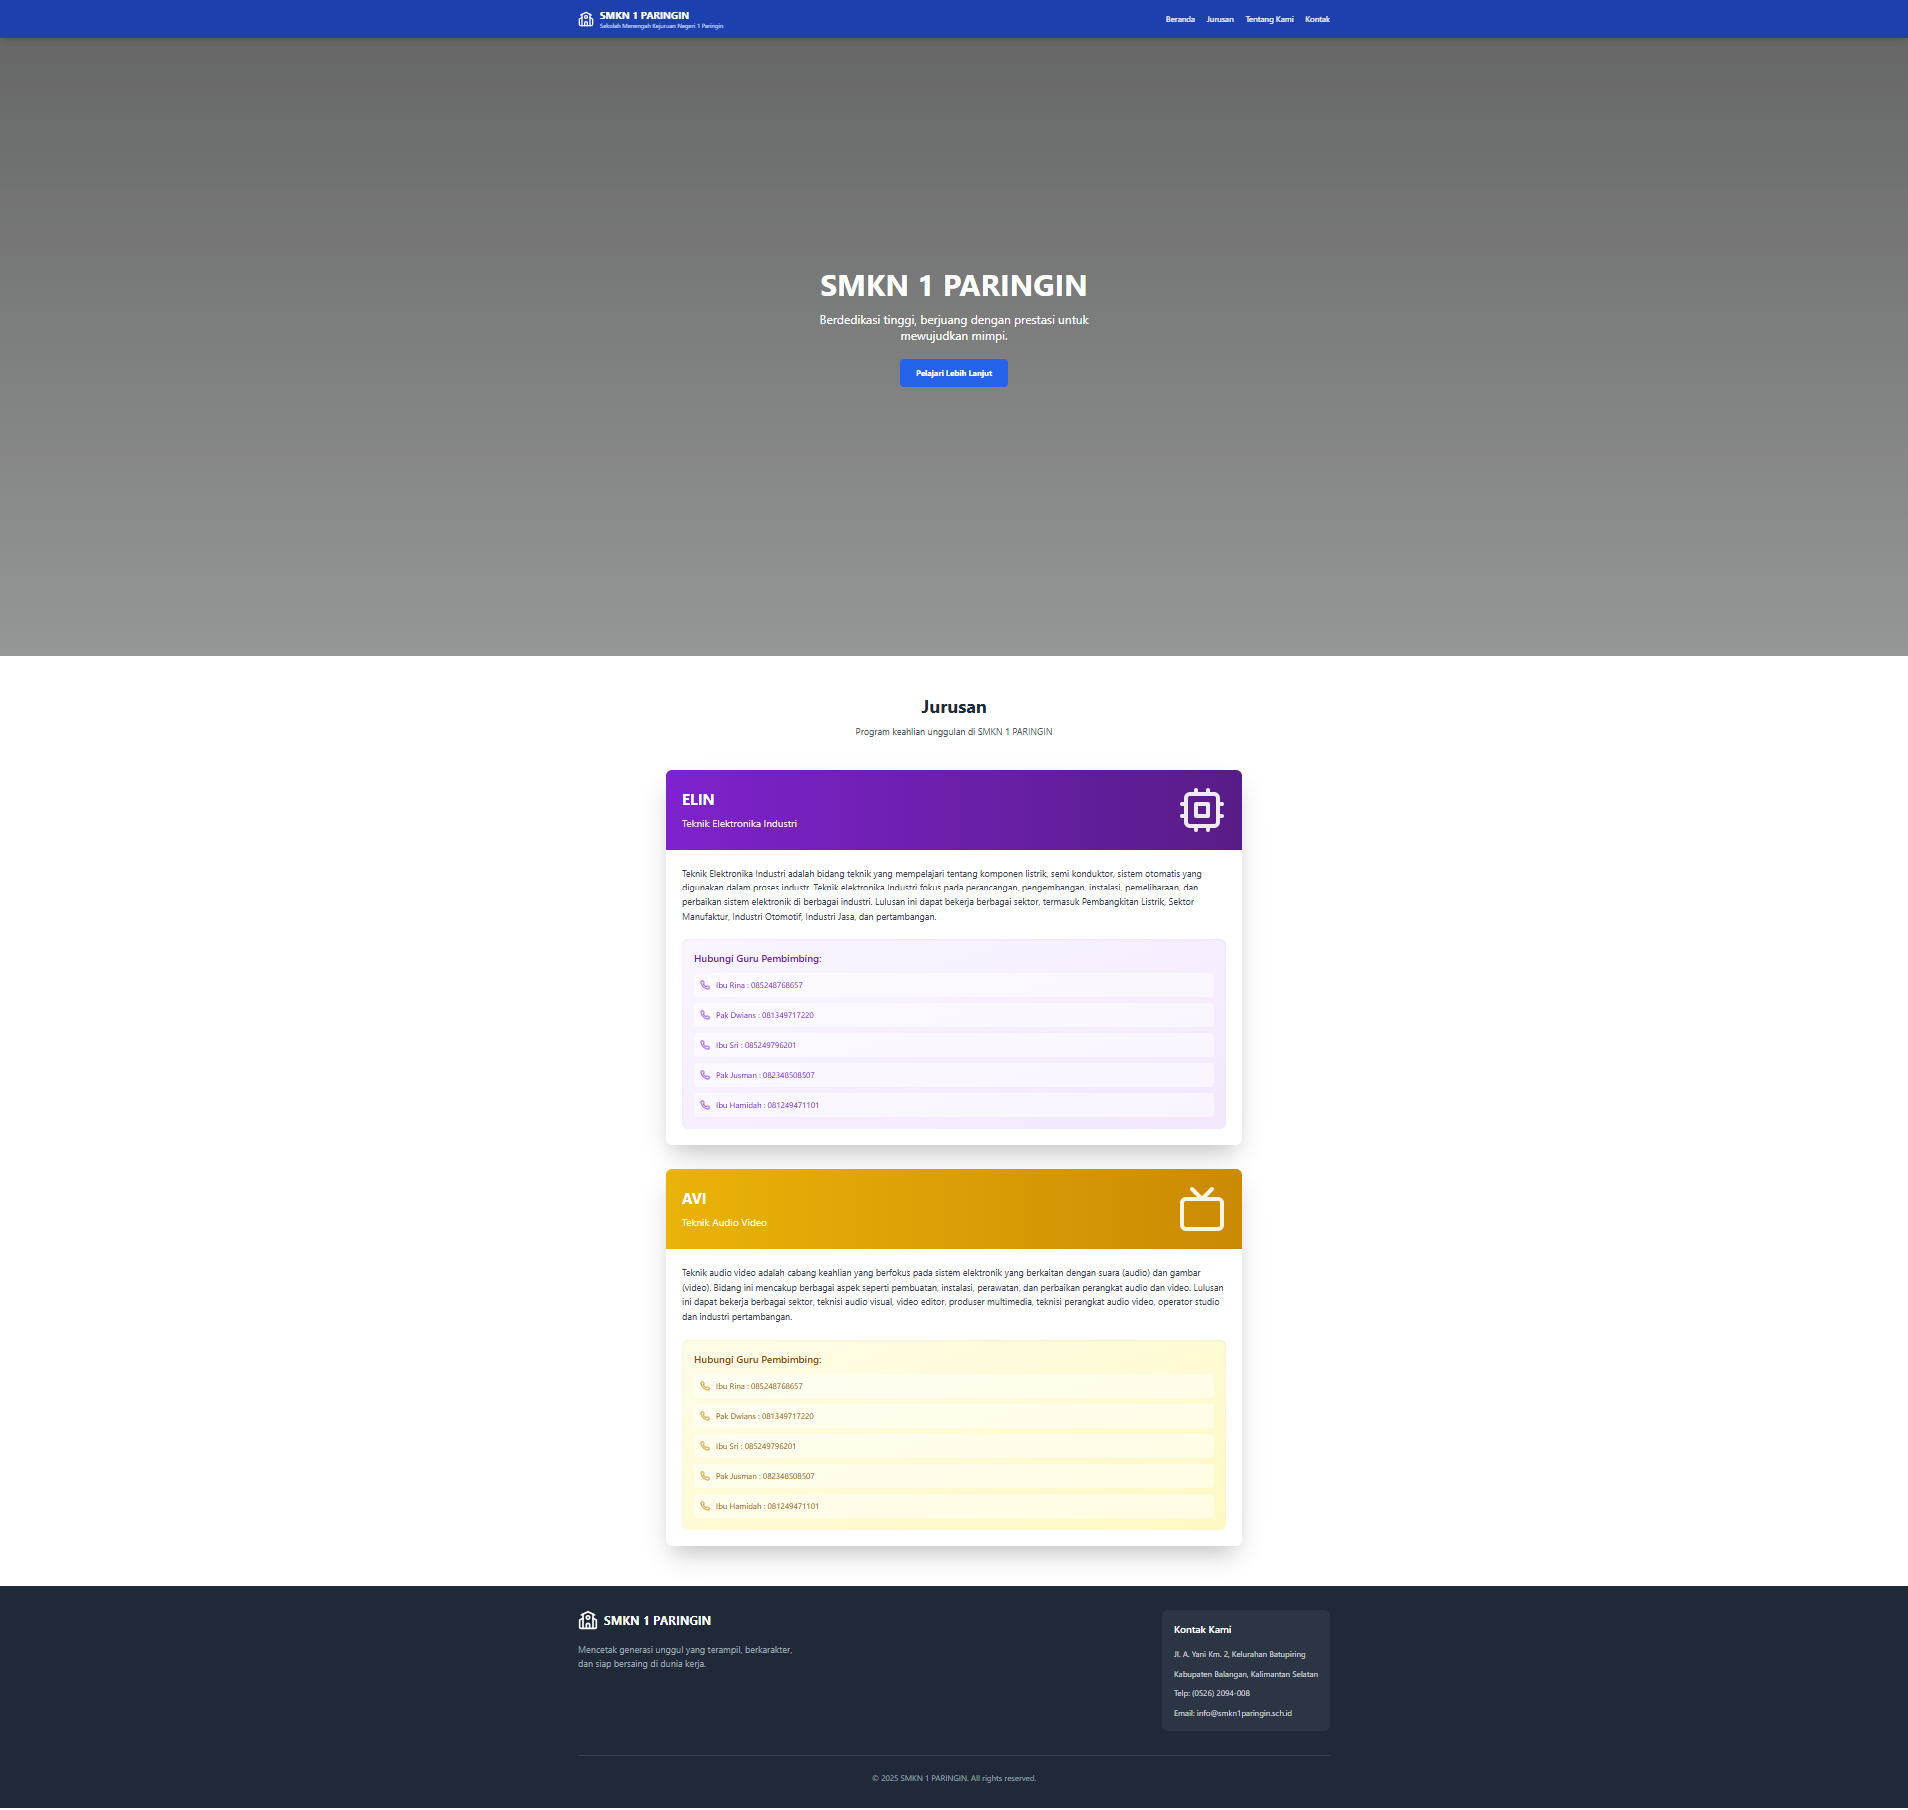 SMKN 1 PARINGIN
Sekolah Menengah Kejuruan Negeri 1 Paringin
Beranda Jurusan Tentang Kami Kontak
SMKN 1 PARINGIN
Berdedikasi tinggi, berjuang dengan prestasi untuk
mewujudkan mimpi.
Pelajari Lebih Lanjut
Jurusan
Program keahlian unggulan di SMKN 1 PARINGIN
ELIN
Teknik Elektronika Industri
Teknik Elektronika Industri adalah bidang teknik yang mempelajari tentang komponen listrik, semi konduktor, sistem otomatis yang
digunakan dalam proses industr. Teknik elektronika Industri fokus pada perancangan, pengembangan, instalasi, pemeliharaan, dan
perbaikan sistem elektronik di berbagai industri. Lulusan ini dapat bekerja berbagai sektor, termasuk Pembangkitan Listrik, Sektor
Manufaktur, Industri Otomotif, Industri Jasa, dan pertambangan.
Hubungi Guru Pembimbing:
Ibu Rina : 085248768657
Pak Dwians : 081349717220
Ibu Sri : 085249796201
Pak Jusman : 082348508507
Ibu Hamidah : 081249471101
AVI
Teknik Audio Video
Teknik audio video adalah cabang keahlian yang berfokus pada sistem elektronik yang berkaitan dengan suara (audio) dan gambar
(video). Bidang ini mencakup berbagai aspek seperti pembuatan, instalasi, perawatan, dan perbaikan perangkat audio dan video. Lulusan
ini dapat bekerja berbagai sektor, teknisi audio visual, video editor, produser multimedia, teknisi perangkat audio video, operator studio
dan industri pertambangan.
Hubungi Guru Pembimbing:
Ibu Rina : 085248768657
Pak Dwians : 081349717220
Ibu Sri : 085249796201
Pak Jusman : 082348508507
Ibu Hamidah : 081249471101
SMKN 1 PARINGIN
Mencetak generasi unggul yang terampil, berkarakter,
dan siap bersaing di dunia kerja.
Kontak Kami
Jl. A. Yani Km. 2, Kelurahan Batupiring
Kabupaten Balangan, Kalimantan Selatan
Telp: (0526) 2094-008
Email: info@smkn1paringin.sch.id
© 2025 SMKN 1 PARINGIN. All rights reserved.